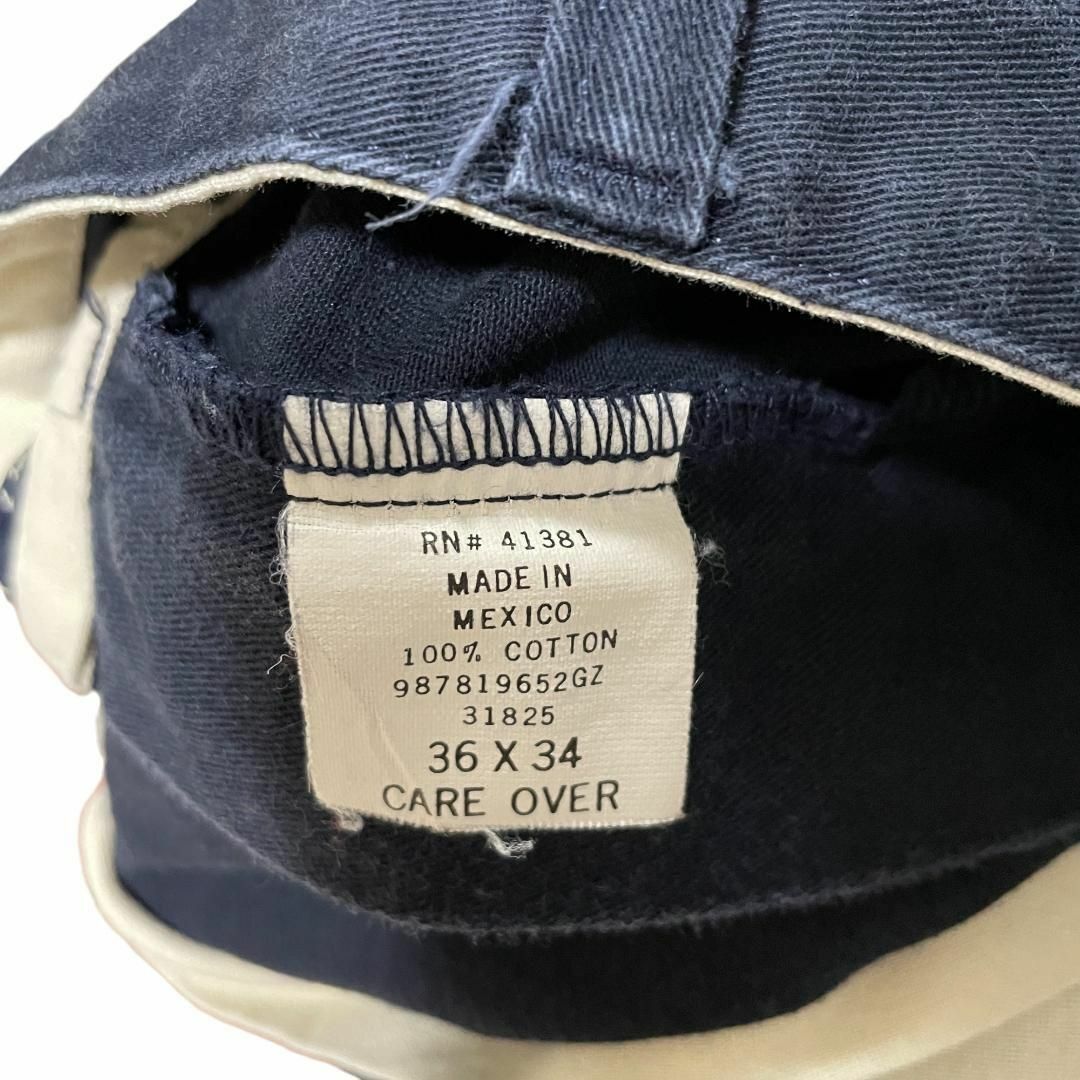 RN# 41381
MADE IN
MEXICO
100% COTTON
987819652GZ
31825
36 X 34
CARE OVER